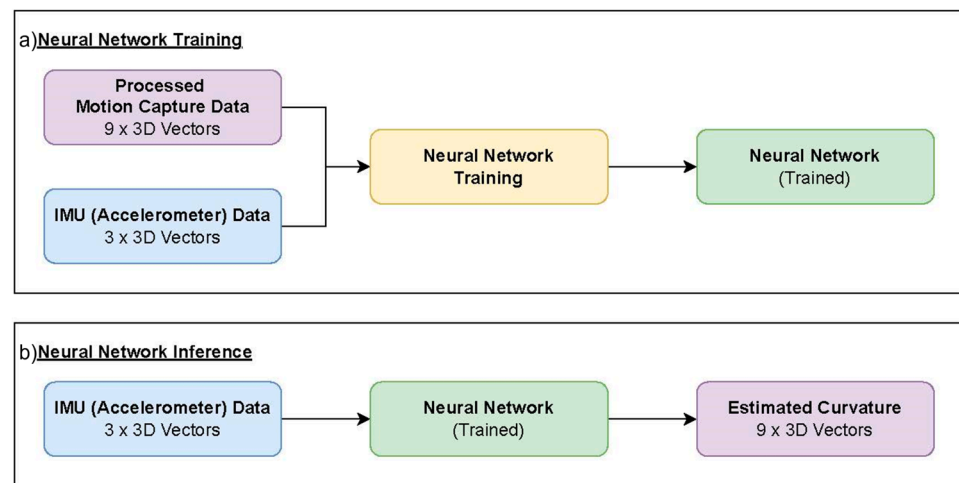 a)Neural Network Training
Processed
Motion Capture Data
9 x 3D Vectors
IMU (Accelerometer) Data
3 x 3D Vectors
Neural Network
Training
Neural Network
(Trained)
b)Neural Network Inference
IMU (Accelerometer) Data
3 x 3D Vectors
Neural Network
(Trained)
Estimated Curvature
9 x 3D Vectors